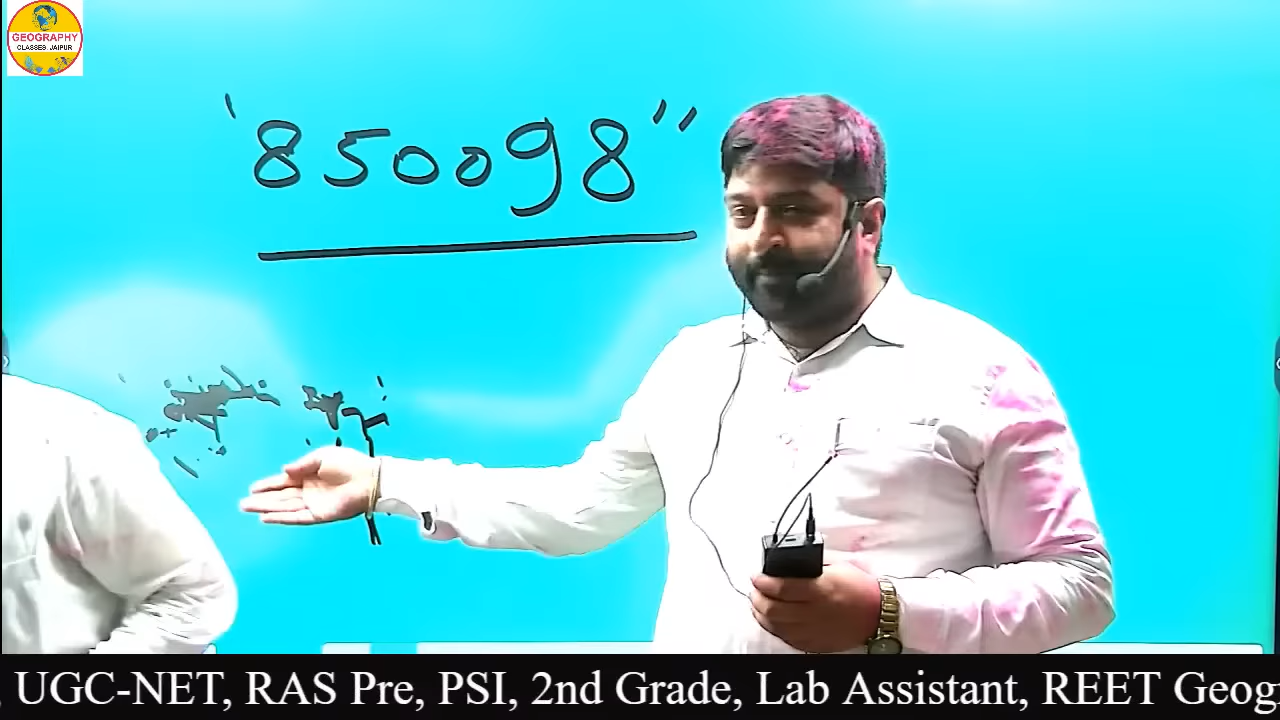 GEOGRAPHY
CLASSES JAIPUR
'850098"
UGC-NET, RAS Pre, PSI, 2nd Grade, Lab Assistant, REET Geog